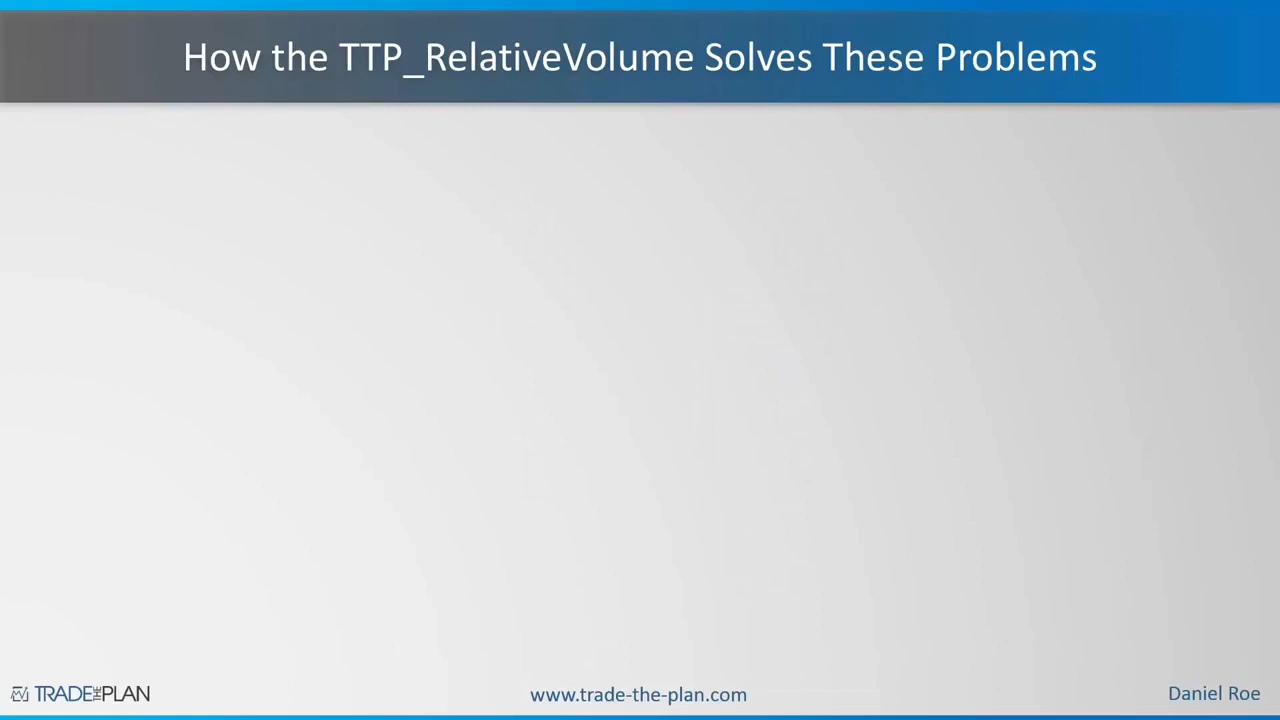 How the TTP_RelativeVolume Solves These Problems
TRADE THE PLAN
www.trade-the-plan.com
Daniel Roe